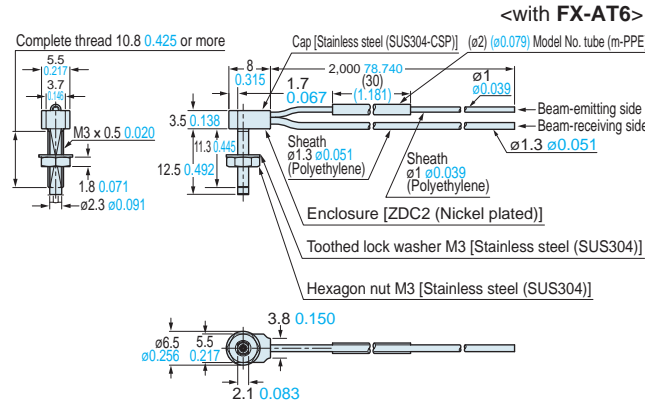 <with FX-AT6>
Complete thread 10.8 0.425 or more
Cap [Stainless steel (SUS304-CSP)]
(ø2) (ø0.079) Model No. tube (m-PPE
5.5
0.217
3.7
0.146
8
0.315
2,000 78.740
(30)
(1.181)
1.7
0.067
ø1
ø0.039
Beam-emitting side
Beam-receiving side
3.5 0.138
M3 x 0.5 0.020
11.3 0.445
12.5 0.492
Sheath
ø1.3 ø0.051
(Polyethylene)
Sheath
ø1 ø0.039
(Polyethylene)
ø1.3 ø0.051
1.8 0.071
ø2.3 ø0.091
Enclosure [ZDC2 (Nickel plated)]
Toothed lock washer M3 [Stainless steel (SUS304)]
Hexagon nut M3 [Stainless steel (SUS304)]
3.8 0.150
ø6.5
ø0.256
5.5
0.217
2.1 0.083